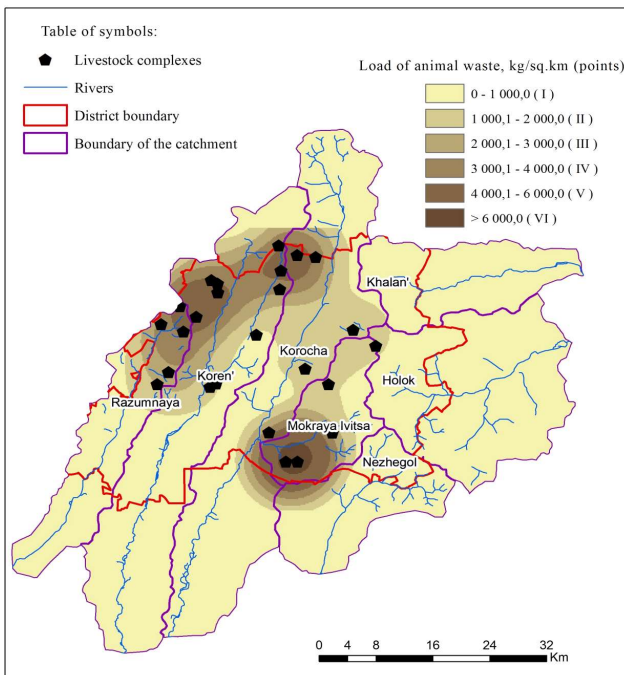 Table of symbols:
Livestock complexes
Rivers
District boundary
Boundary of the catchment
Load of animal waste, kg/sq.km (points)
0 - 1 000,0 ( I )
1 000,1 - 2 000,0 ( II )
2 000,1 - 3 000,0 ( III )
3 000,1 - 4 000,0 ( IV )
4 000,1 - 6 000,0 ( V )
> 6 000,0 ( VI )
Khalan'
Korocha
Koren'
Holok
Razumnaya
Mokraya Ivitsa
Nezhegol
0 4 8 16 24 32
Km